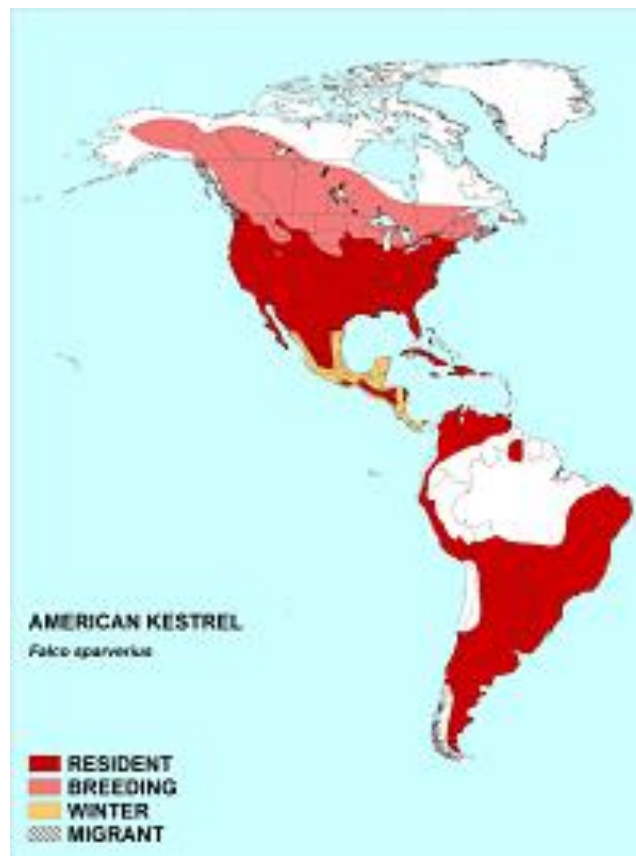 AMERICAN KESTREL
Falco sparverius
RESIDENT
BREEDING
WINTER
MIGRANT